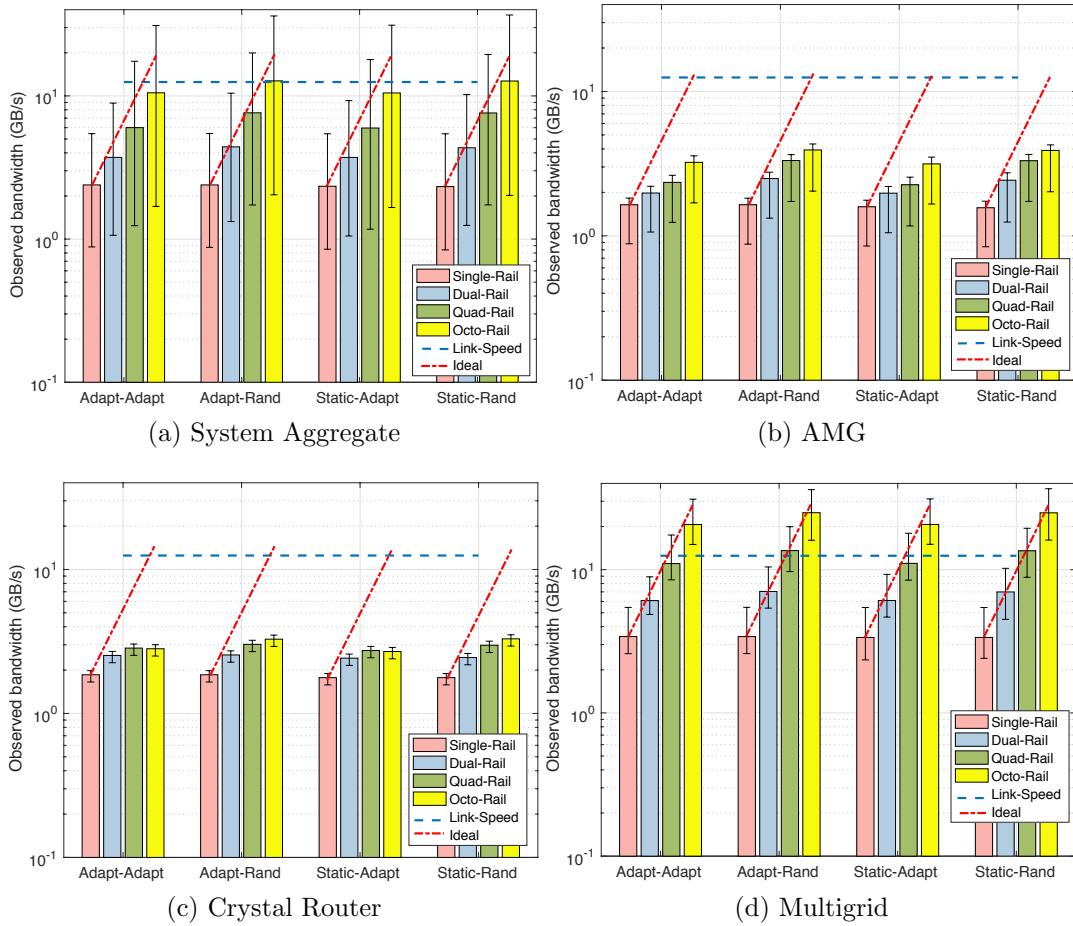 Observed bandwidth (GB/s)
10^1
10^0
10^-1
Single-Rail
Dual-Rail
Quad-Rail
Octo-Rail
Link-Speed
Ideal
Adapt-Adapt Adapt-Rand Static-Adapt Static-Rand
(a) System Aggregate
Observed bandwidth (GB/s)
10^1
10^0
10^-1
Single-Rail
Dual-Rail
Quad-Rail
Octo-Rail
Link-Speed
Ideal
Adapt-Adapt Adapt-Rand Static-Adapt Static-Rand
(b) AMG
Observed bandwidth (GB/s)
10^1
10^0
10^-1
Single-Rail
Dual-Rail
Quad-Rail
Octo-Rail
Link-Speed
Ideal
Adapt-Adapt Adapt-Rand Static-Adapt Static-Rand
(c) Crystal Router
Observed bandwidth (GB/s)
10^1
10^0
10^-1
Single-Rail
Dual-Rail
Quad-Rail
Octo-Rail
Link-Speed
Ideal
Adapt-Adapt Adapt-Rand Static-Adapt Static-Rand
(d) Multigrid